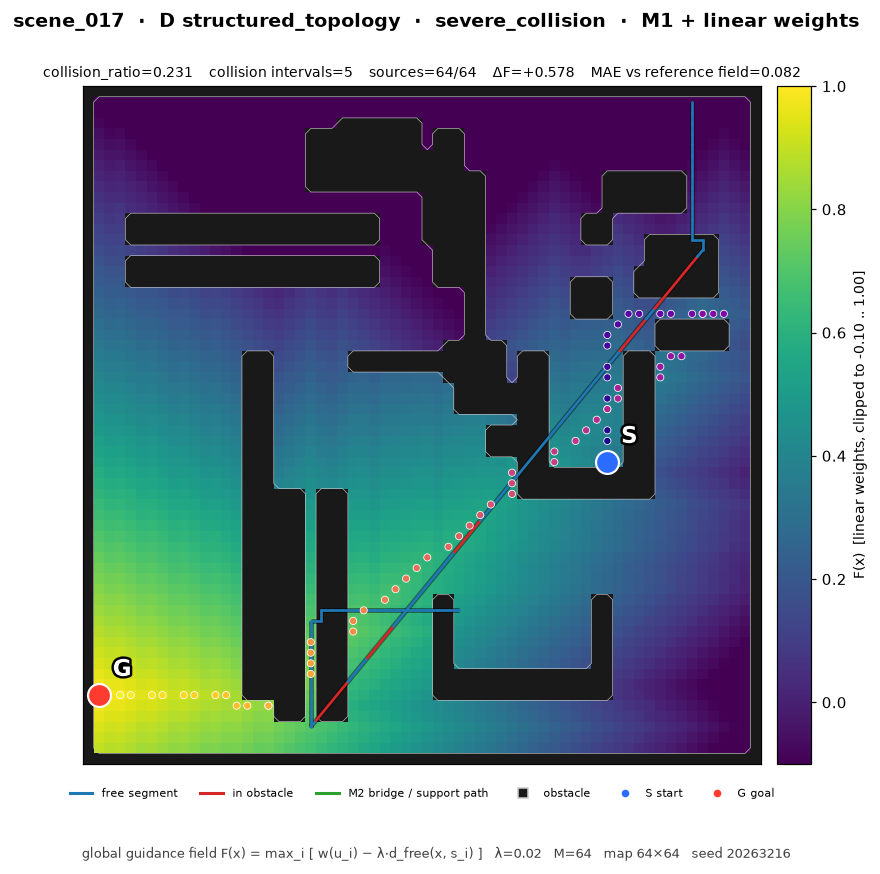 scene_017 · D structured_topology · severe_collision · M1 + linear weights
collision_ratio=0.231 collision intervals=5 sources=64/64 ΔF=+0.578 MAE vs reference field=0.082
1.0
0.8
0.6
0.4
0.2
0.0
F(x) [linear weights, clipped to -0.10 .. 1.00]
S
G
free segment
in obstacle
M2 bridge / support path
obstacle
S start
G goal
global guidance field F(x) = max_i [ w(u_i) − λ·d_free(x, s_i) ] λ=0.02 M=64 map 64×64 seed 20263216